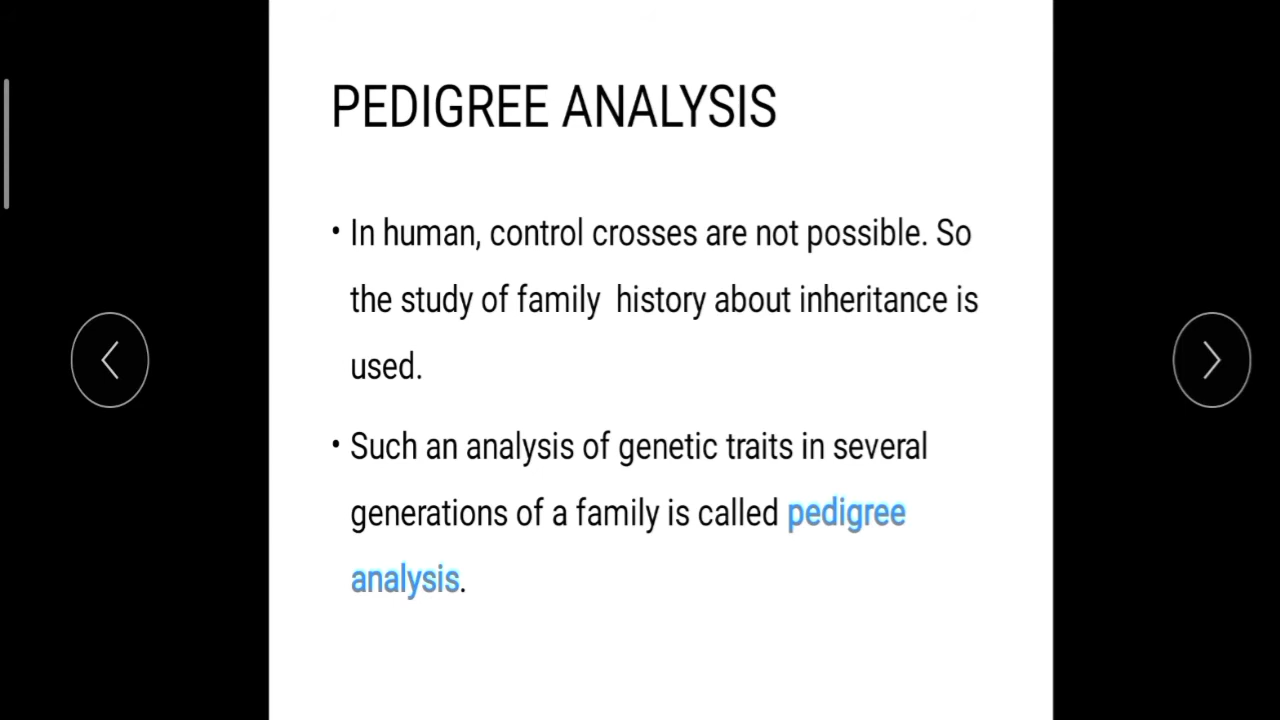 PEDIGREE ANALYSIS
• In human, control crosses are not possible. So
the study of family history about inheritance is
used.
• Such an analysis of genetic traits in several
generations of a family is called pedigree
analysis.